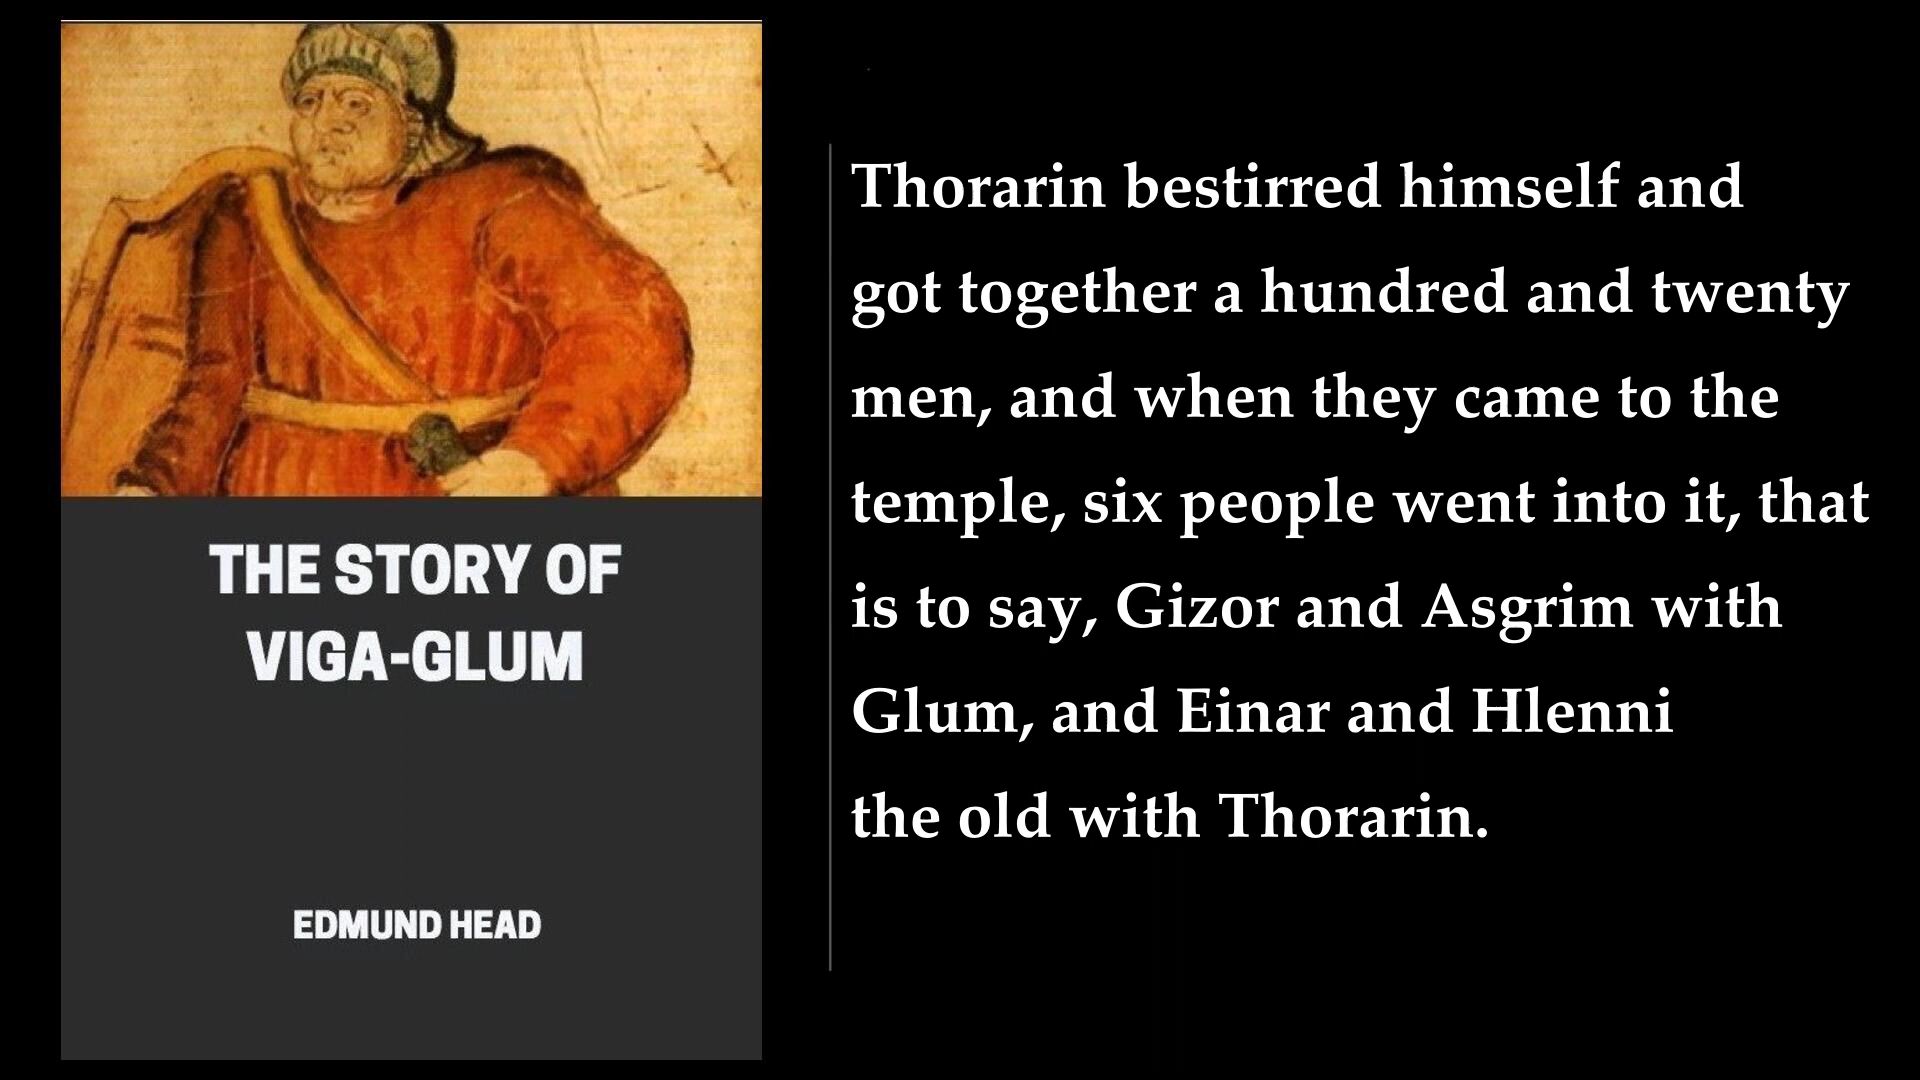 THE STORY OF
VIGA-GLUM
EDMUND HEAD
Thorarin bestirred himself and
got together a hundred and twenty
men, and when they came to the
temple, six people went into it, that
is to say, Gizor and Asgrim with
Glum, and Einar and Hlenni
the old with Thorarin.